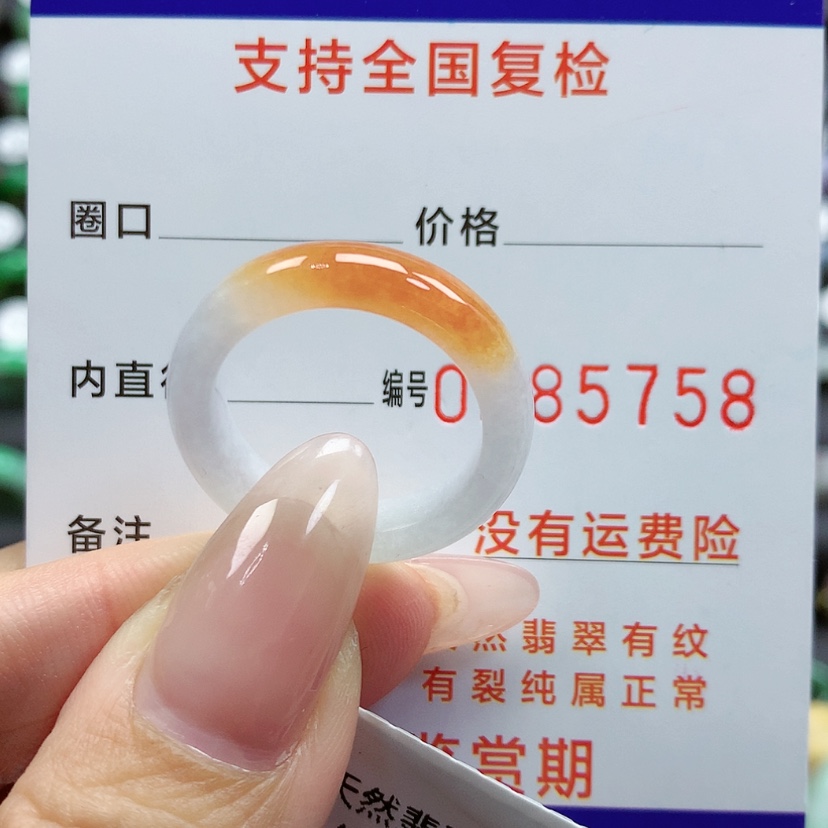 支持全国复检
圈口 价格
内直 编号0 85758
备注 没有运费险
然翡翠有纹
有裂纯属正常
鉴赏期
天然翡